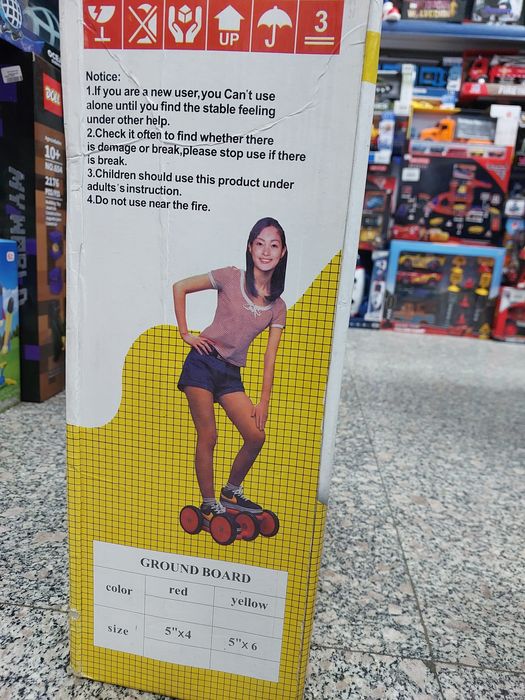 UP
3
Notice:
1.If you are a new user,you Can't use
alone until you find the stable feeling
under other help.
2.Check it often to find whether there
is demage or break,please stop use if there
is break.
3.Children should use this product under
adults's instruction.
4.Do not use near the fire.
GROUND BOARD
color red yellow
size 5"x4 5"x6
10+